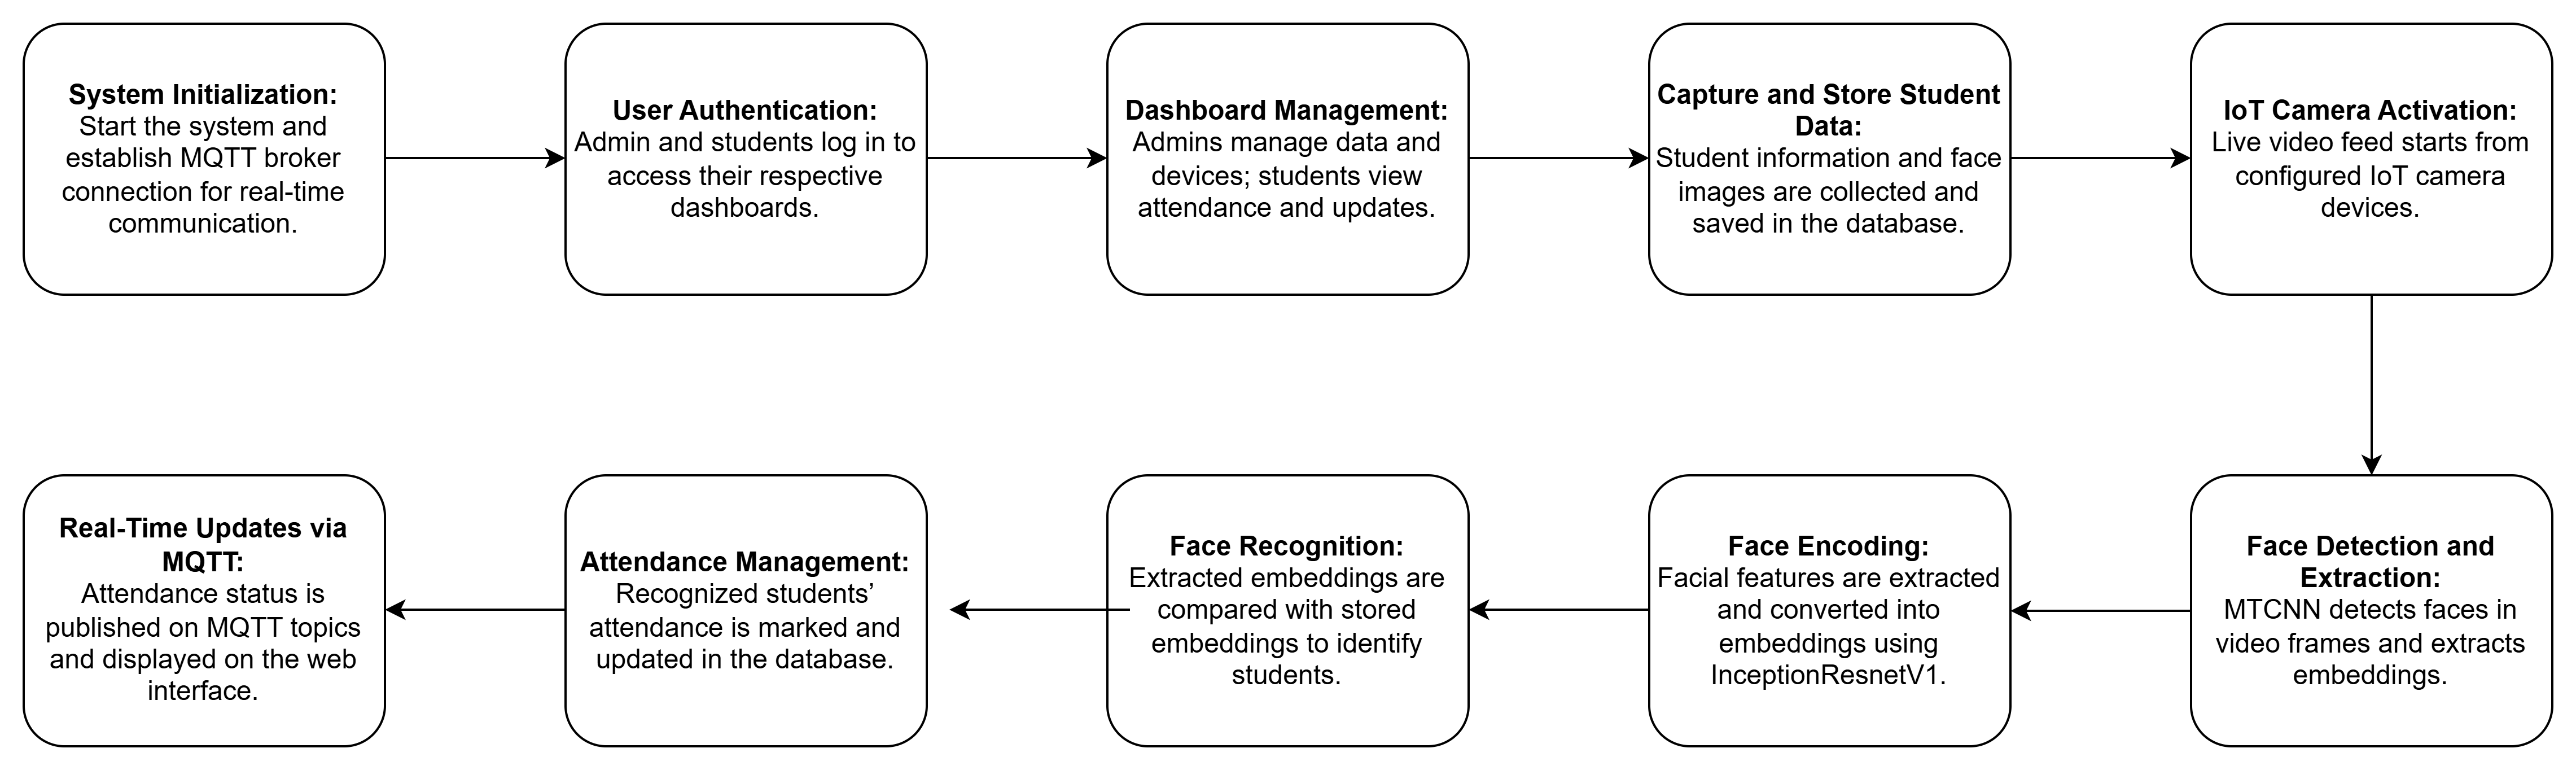 System Initialization:
Start the system and
establish MQTT broker
connection for real-time
communication.
User Authentication:
Admin and students log in to
access their respective
dashboards.
Dashboard Management:
Admins manage data and
devices; students view
attendance and updates.
Capture and Store Student
Data:
Student information and face
images are collected and
saved in the database.
IoT Camera Activation:
Live video feed starts from
configured IoT camera
devices.
Face Detection and
Extraction:
MTCNN detects faces in
video frames and extracts
embeddings.
Face Encoding:
Facial features are extracted
and converted into
embeddings using
InceptionResnetV1.
Face Recognition:
Extracted embeddings are
compared with stored
embeddings to identify
students.
Attendance Management:
Recognized students’
attendance is marked and
updated in the database.
Real-Time Updates via
MQTT:
Attendance status is
published on MQTT topics
and displayed on the web
interface.